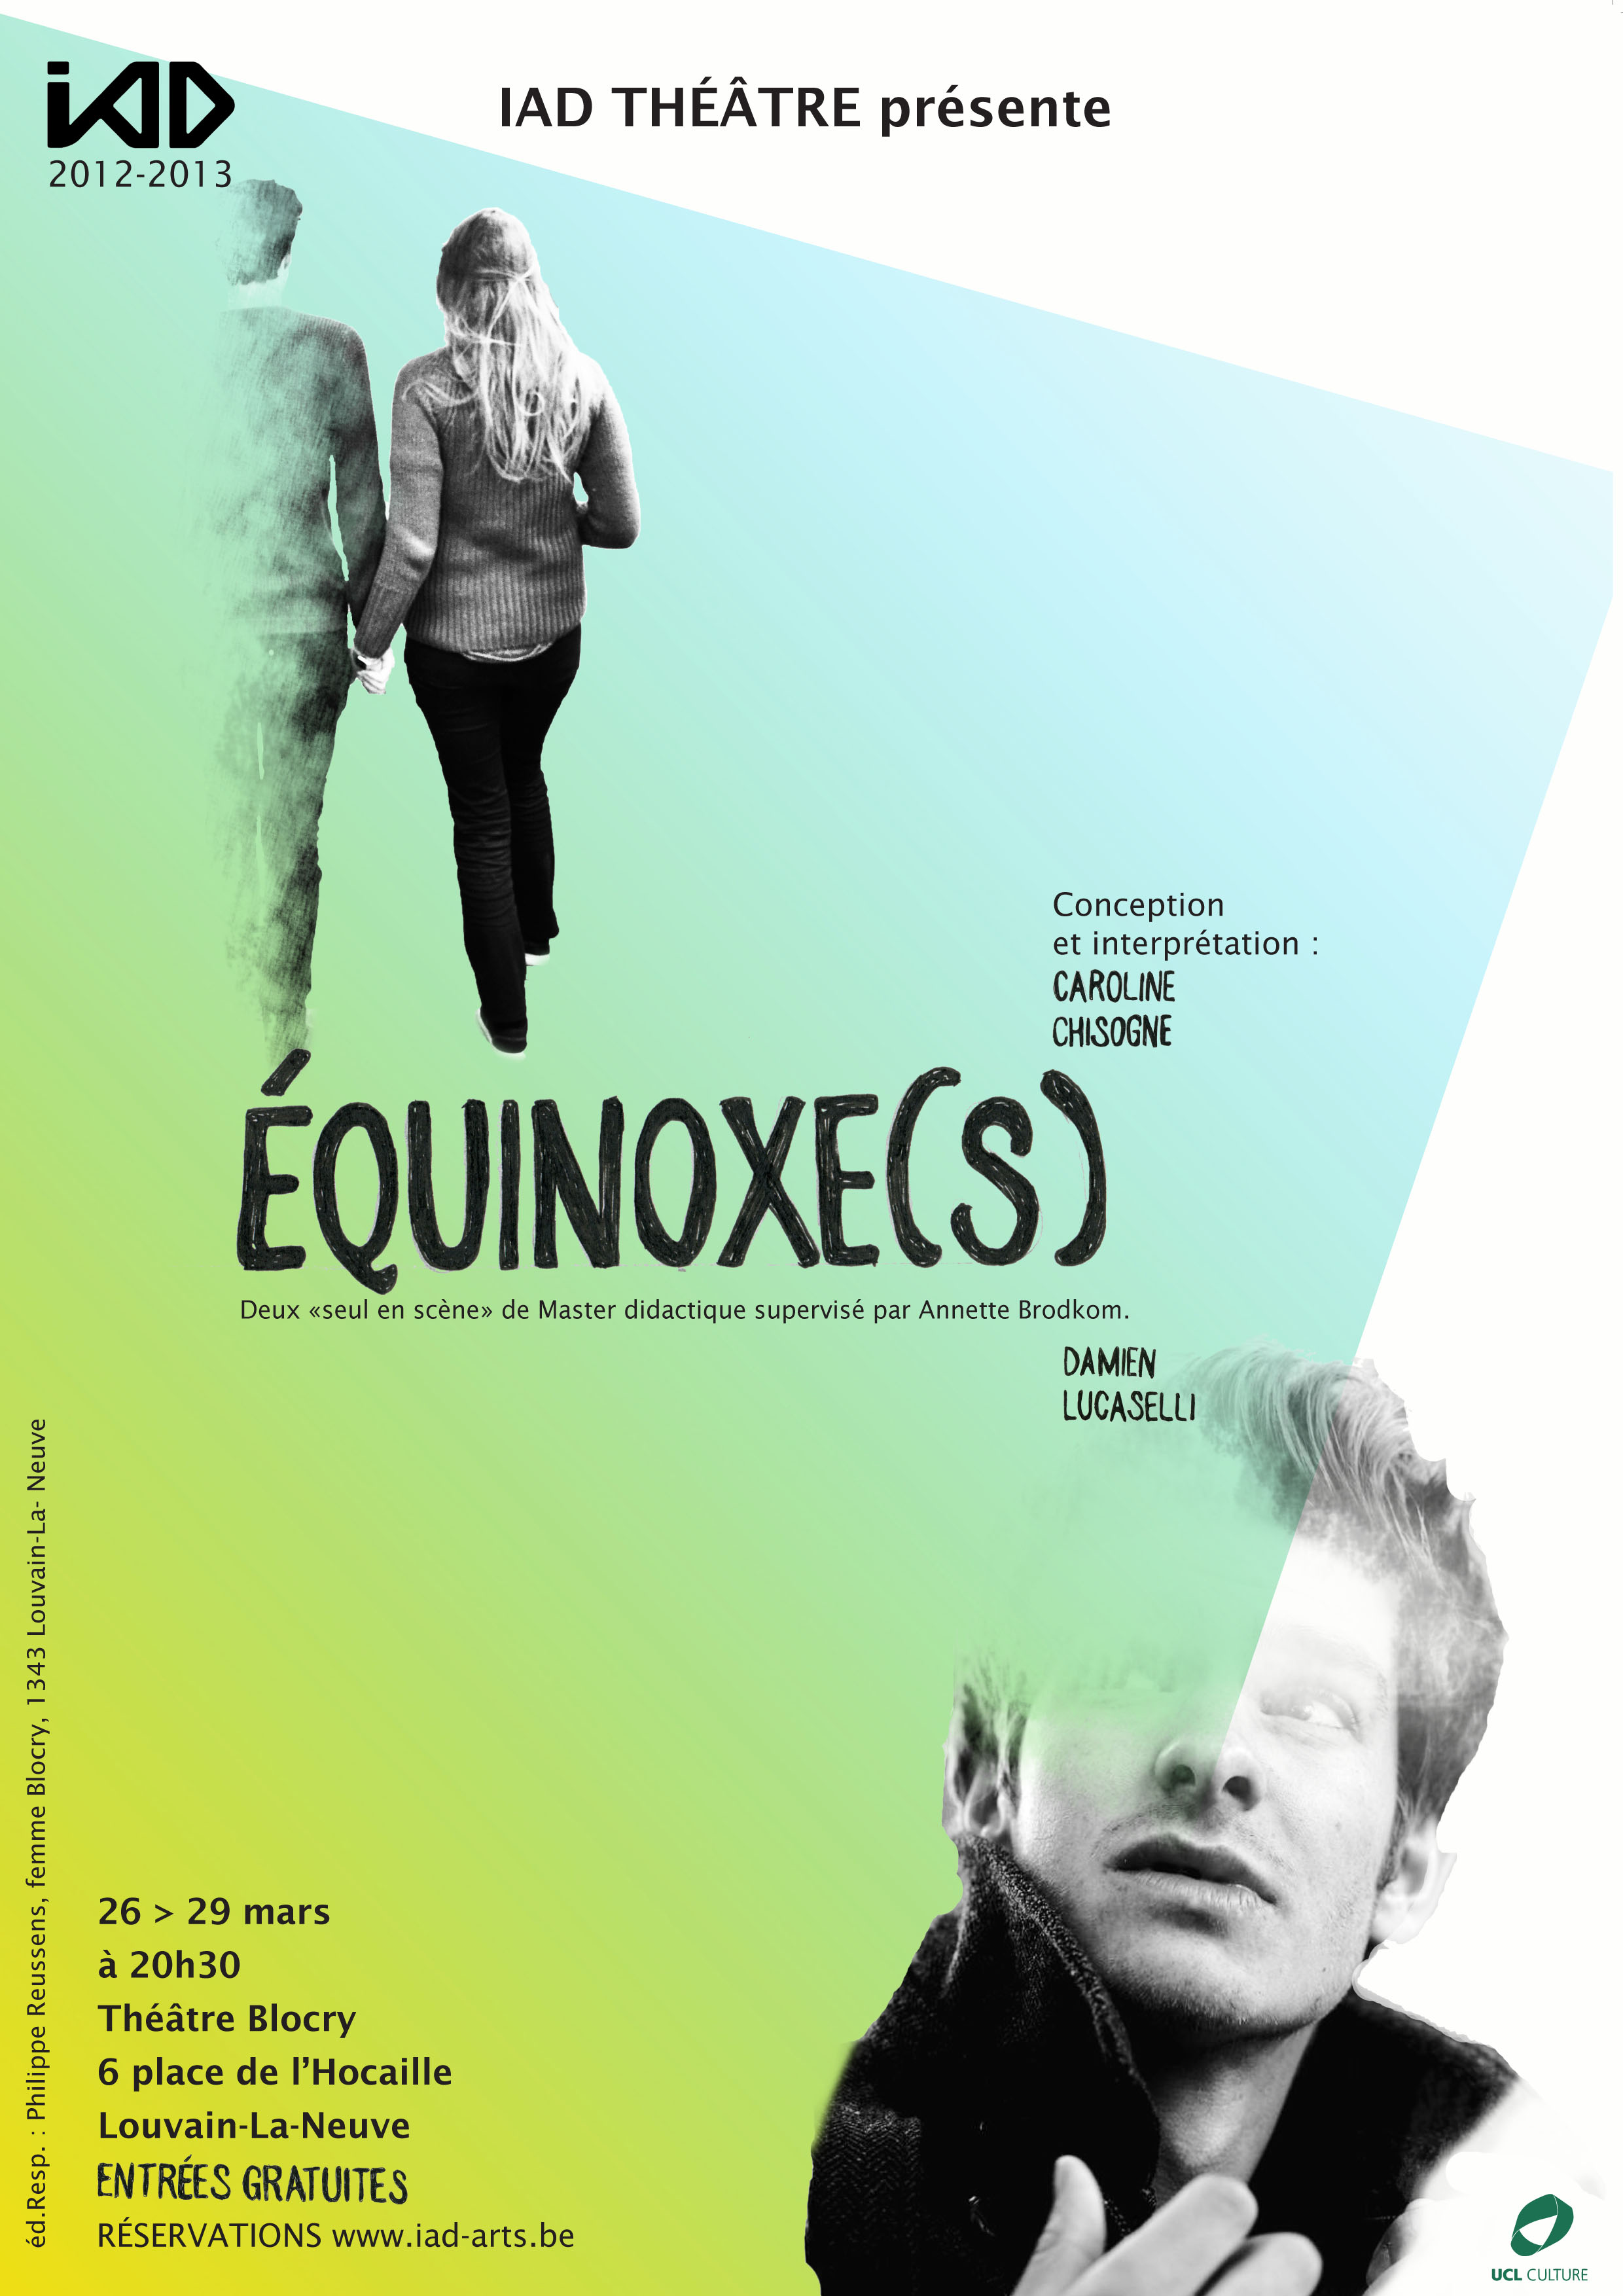 iAD
2012-2013
IAD THÉÂTRE présente
Conception
et interprétation :
CAROLINE
CHISOGNE
ÉQUINOXE(S)
Deux «seul en scène» de Master didactique supervisé par Annette Brodkom.
DAMIEN
LUCASELLI
éd.Resp. : Philippe Reussens, femme Blocry, 1343 Louvain-La- Neuve
26 > 29 mars
à 20h30
Théâtre Blocry
6 place de l’Hocaille
Louvain-La-Neuve
ENTRÉES GRATUITES
RÉSERVATIONS www.iad-arts.be
UCL CULTURE